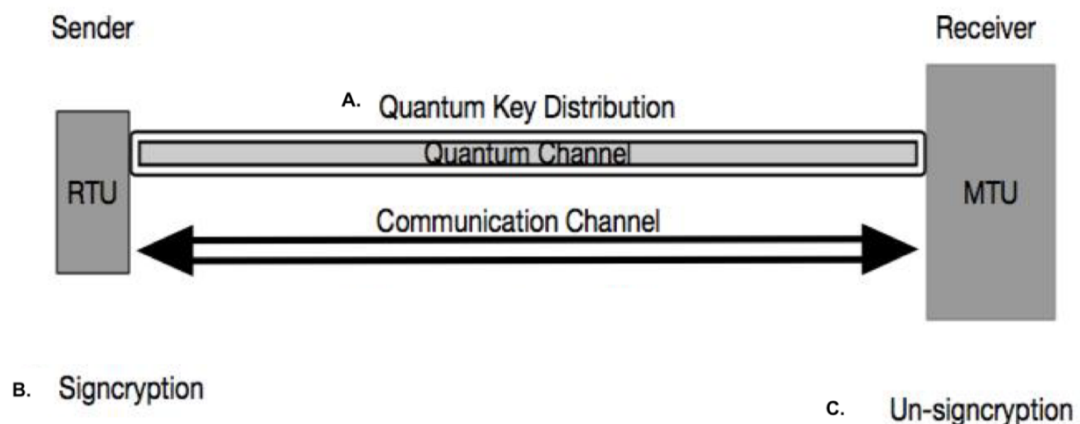 Sender
Receiver
A. Quantum Key Distribution
Quantum Channel
RTU
MTU
Communication Channel
B. Signcryption
C. Un-signcryption